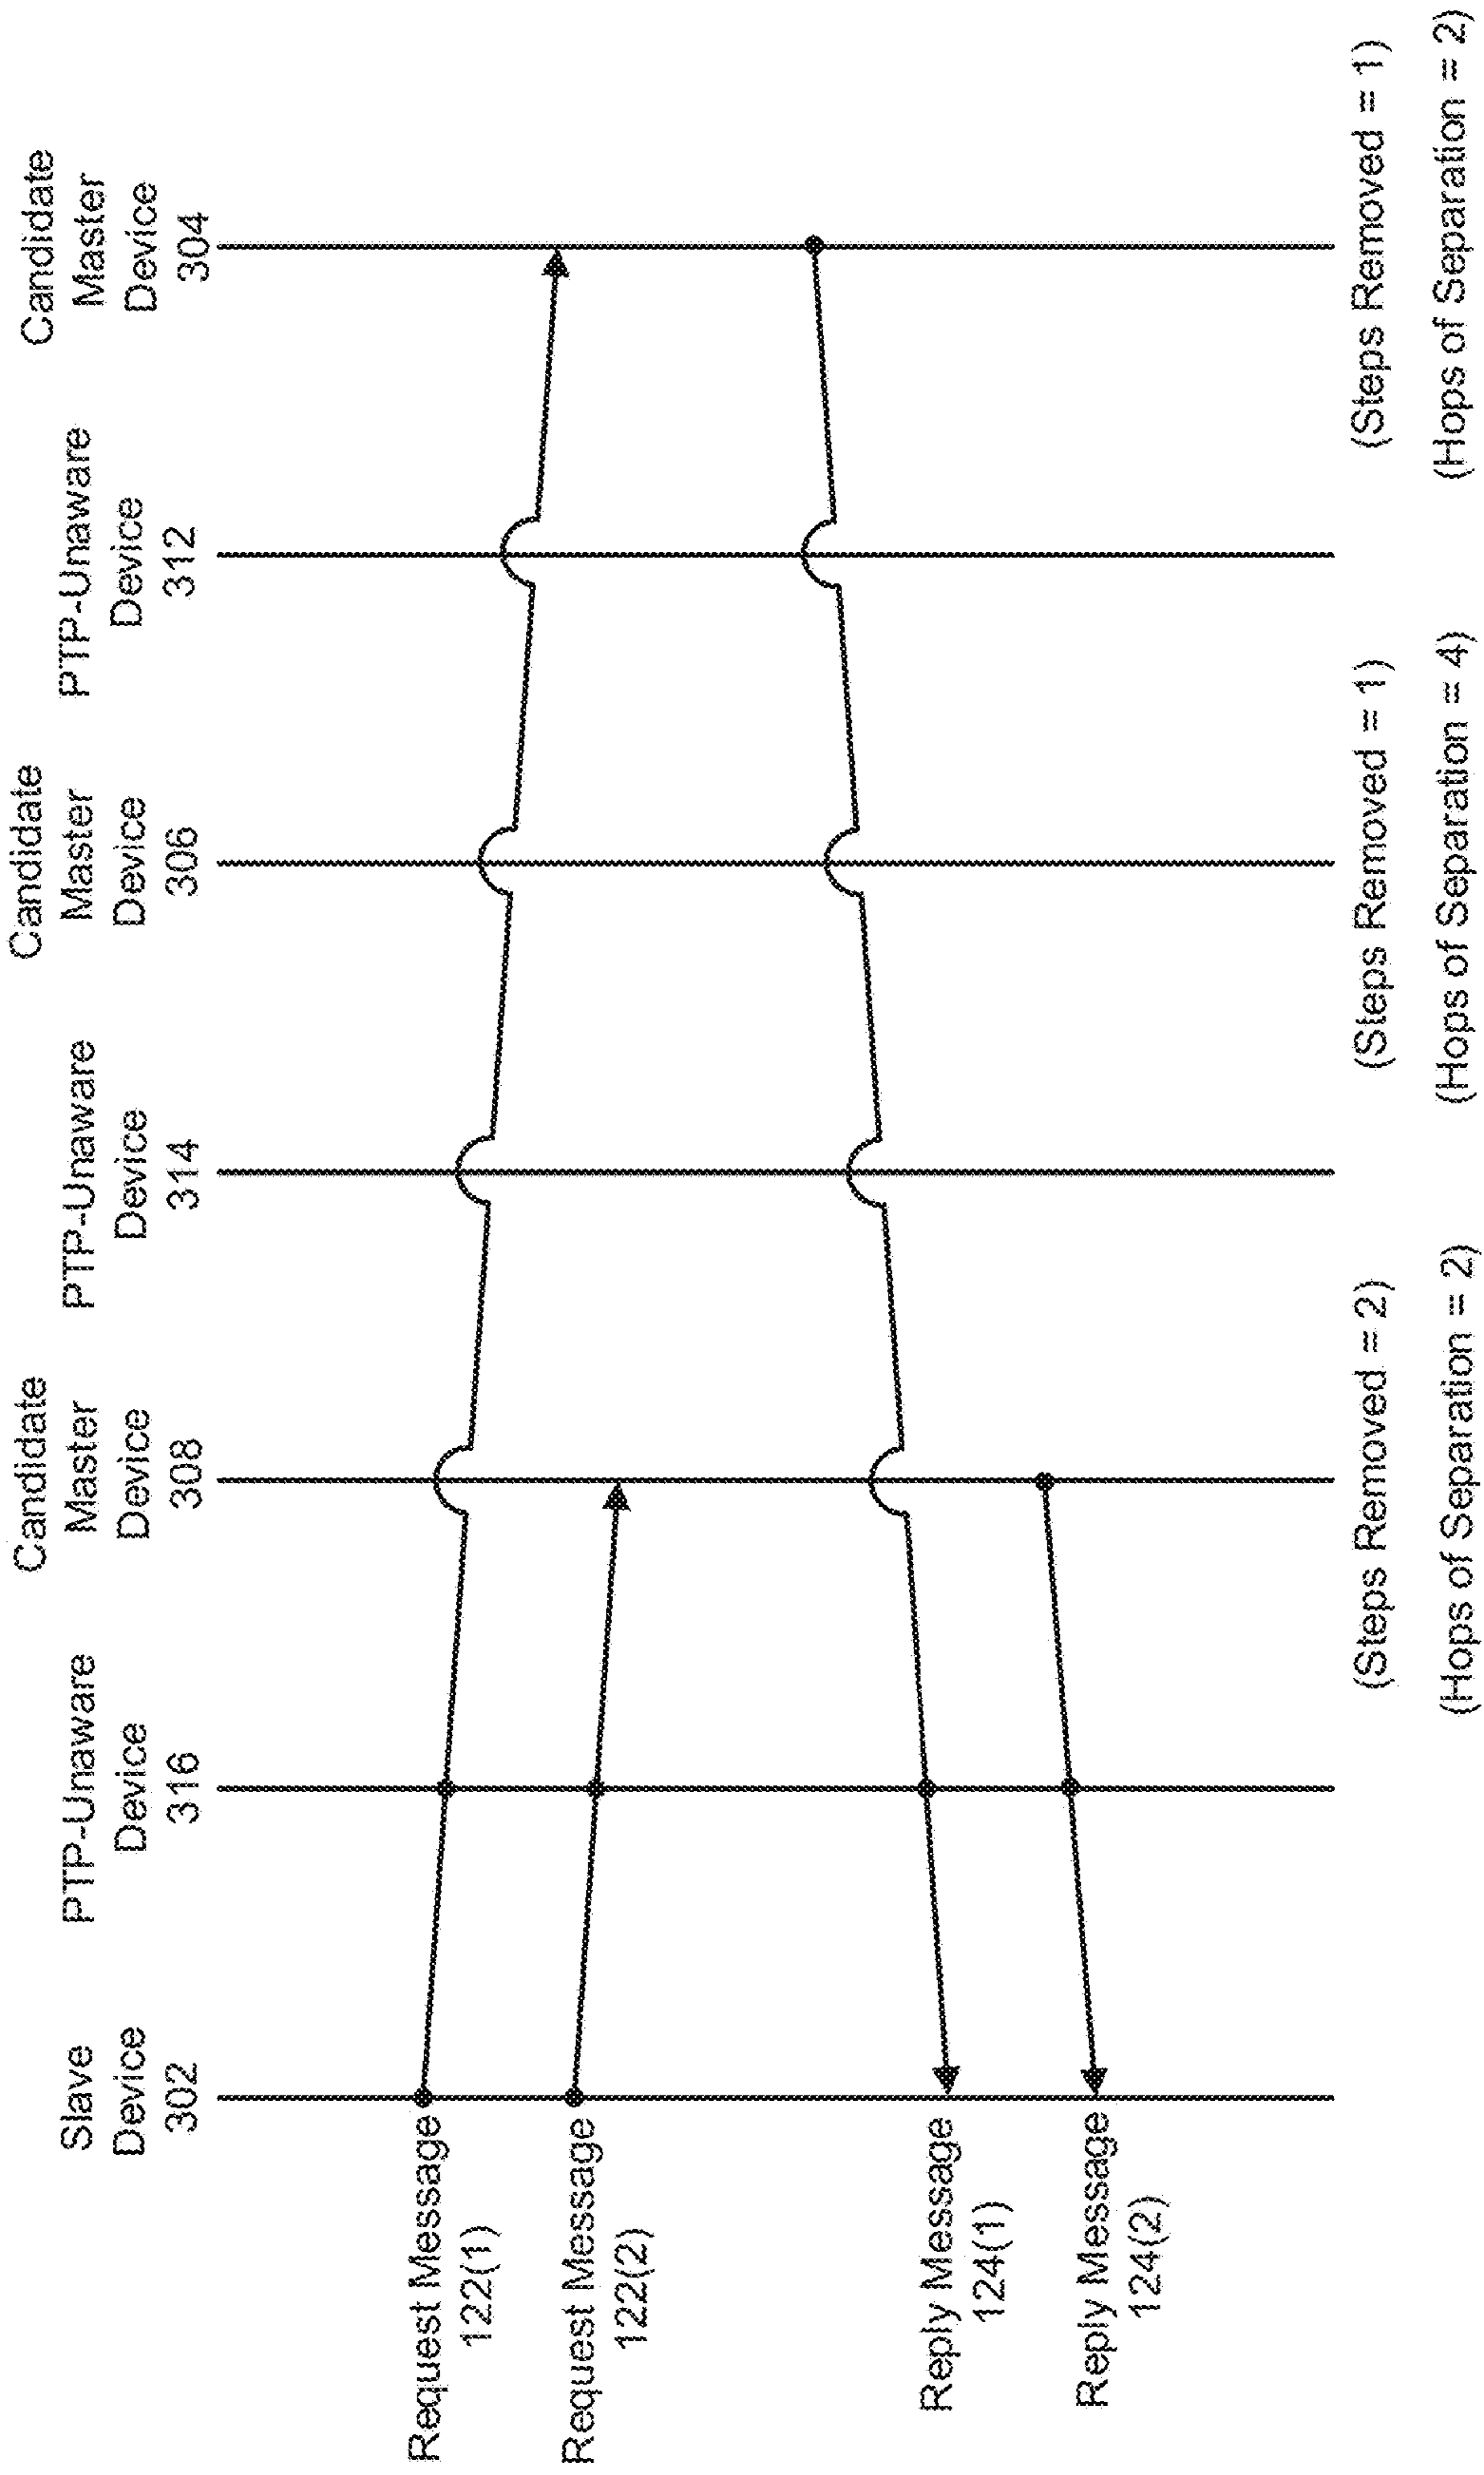 Slave
Device
302
PTP-Unaware
Device
316
Candidate
Master
Device
308
PTP-Unaware
Device
314
Candidate
Master
Device
306
PTP-Unaware
Device
312
Candidate
Master
Device
304
Request Message
122(1)
Request Message
122(2)
Reply Message
124(1)
Reply Message
124(2)
(Steps Removed = 2)
(Hops of Separation = 2)
(Steps Removed = 1)
(Hops of Separation = 4)
(Steps Removed = 1)
(Hops of Separation = 2)